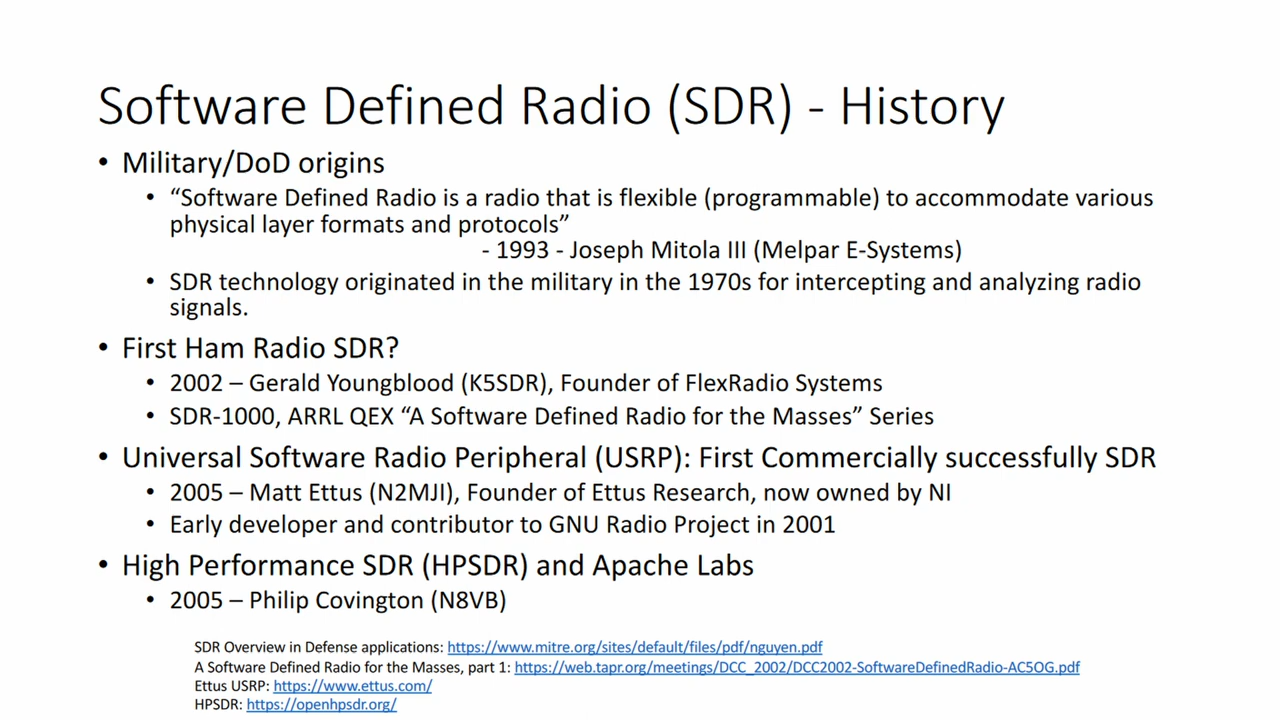 Software Defined Radio (SDR) - History
• Military/DoD origins
• “Software Defined Radio is a radio that is flexible (programmable) to accommodate various
physical layer formats and protocols”
- 1993 - Joseph Mitola III (Melpar E-Systems)
• SDR technology originated in the military in the 1970s for intercepting and analyzing radio
signals.
• First Ham Radio SDR?
• 2002 – Gerald Youngblood (K5SDR), Founder of FlexRadio Systems
• SDR-1000, ARRL QEX “A Software Defined Radio for the Masses” Series
• Universal Software Radio Peripheral (USRP): First Commercially successfully SDR
• 2005 – Matt Ettus (N2MJI), Founder of Ettus Research, now owned by NI
• Early developer and contributor to GNU Radio Project in 2001
• High Performance SDR (HPSDR) and Apache Labs
• 2005 – Philip Covington (N8VB)
SDR Overview in Defense applications: https://www.mitre.org/sites/default/files/pdf/nguyen.pdf
A Software Defined Radio for the Masses, part 1: https://web.tapr.org/meetings/DCC_2002/DCC2002-SoftwareDefinedRadio-AC5OG.pdf
Ettus USRP: https://www.ettus.com/
HPSDR: https://openhpsdr.org/